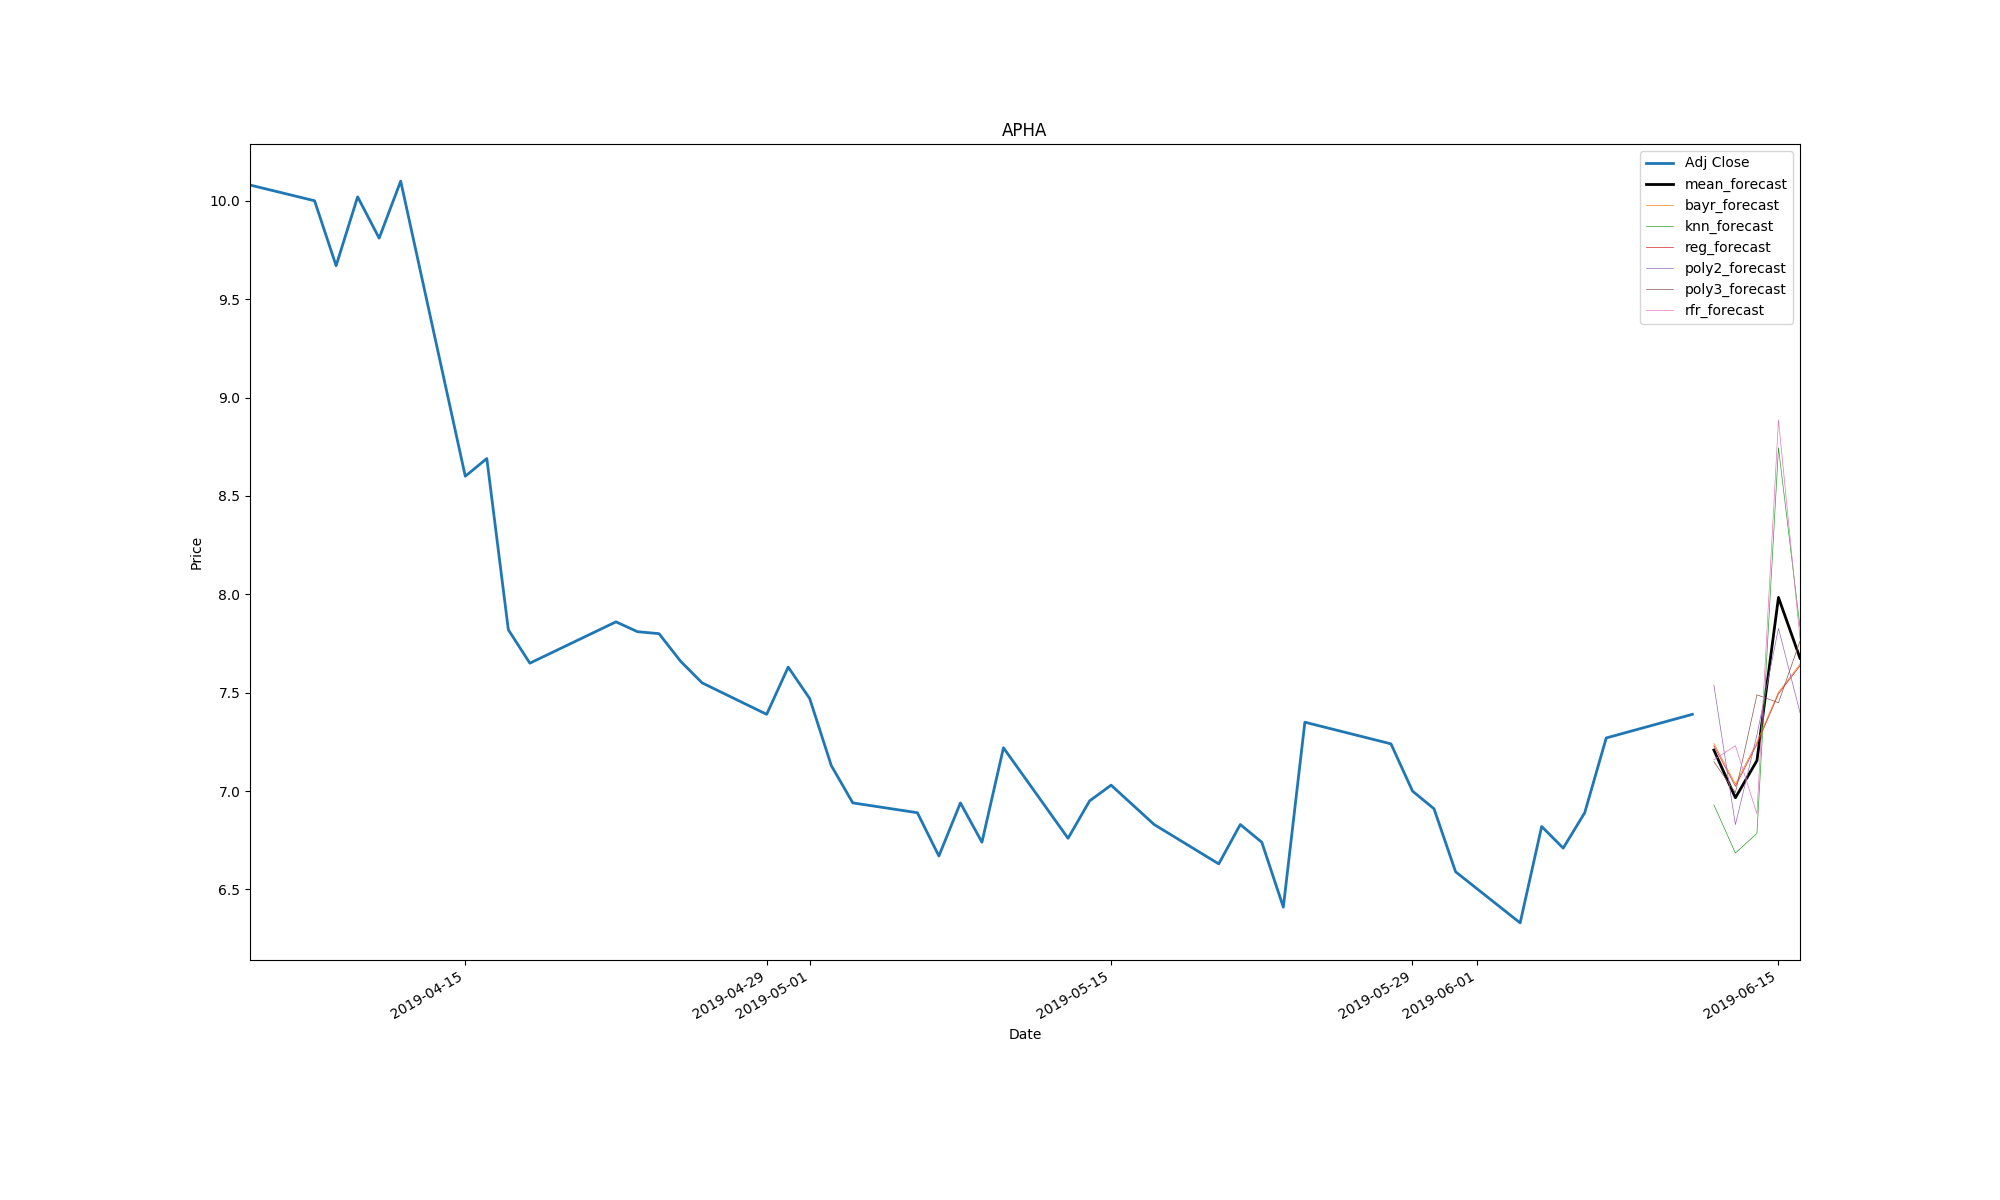 APHA
Adj Close
mean_forecast
bayr_forecast
knn_forecast
reg_forecast
poly2_forecast
poly3_forecast
rfr_forecast
10.0
9.5
9.0
8.5
8.0
7.5
7.0
6.5
Price
2019-04-15
2019-04-29
2019-05-01
2019-05-15
2019-05-29
2019-06-01
2019-06-15
Date